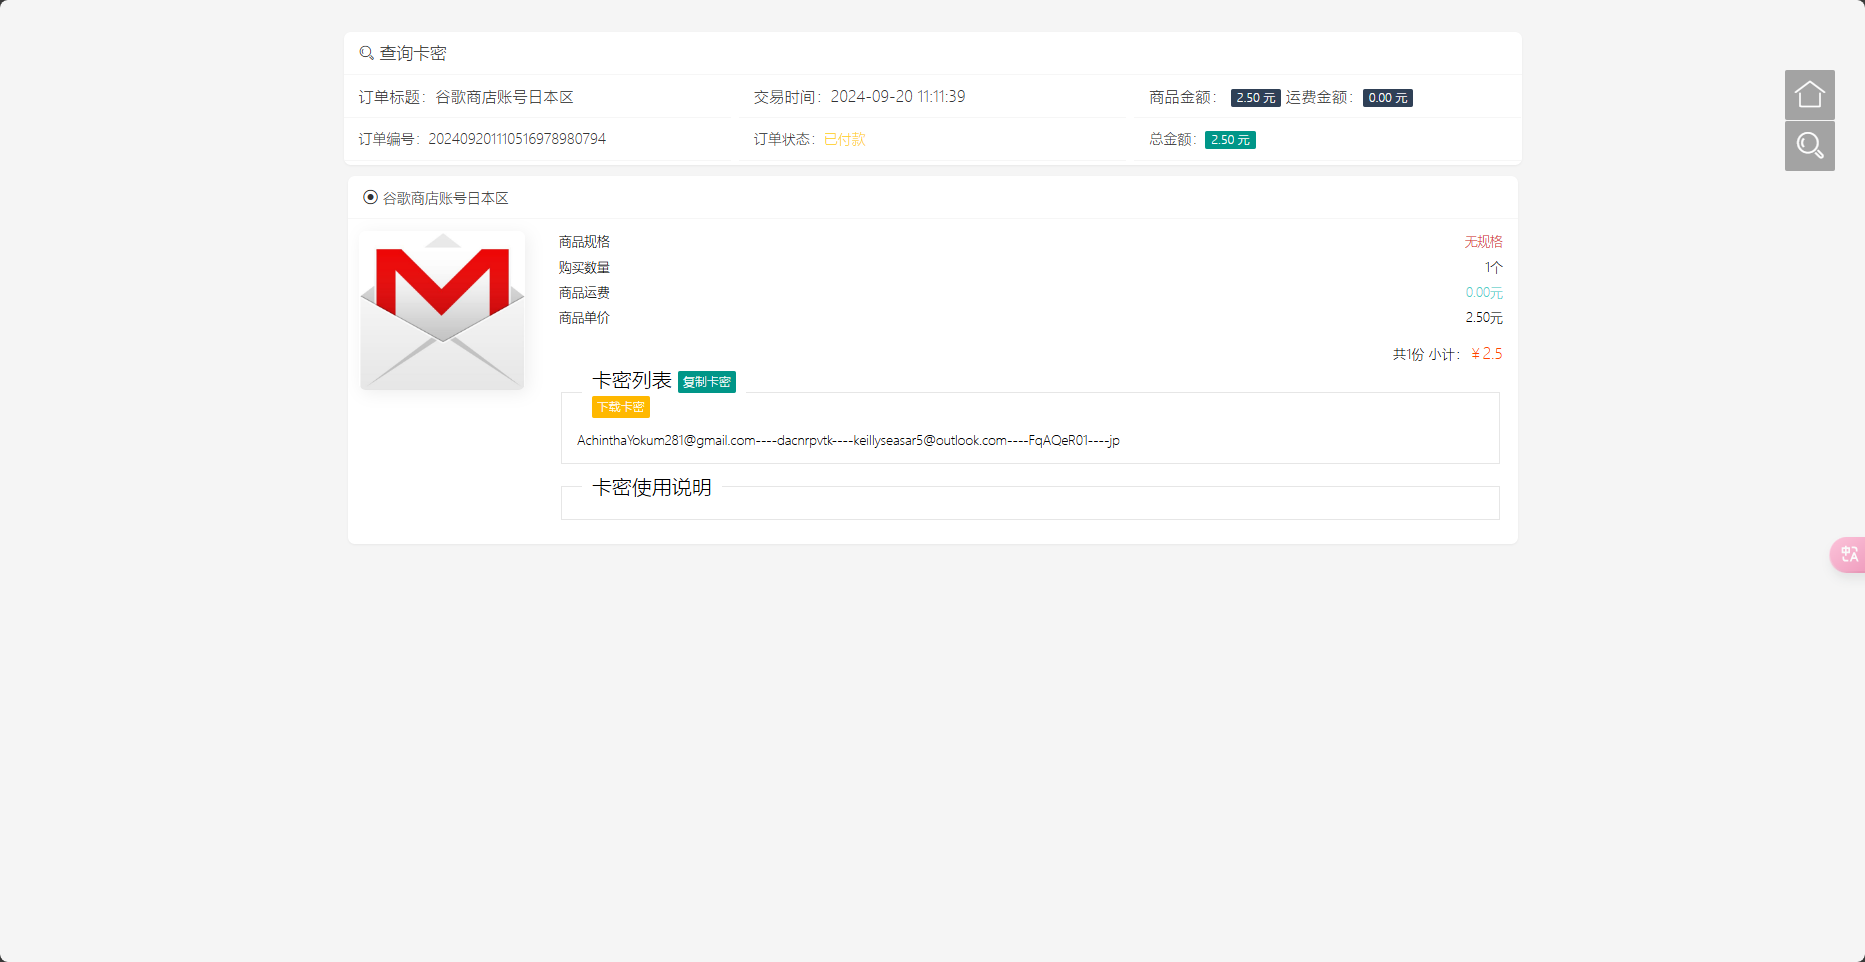 查询卡密
订单标题：谷歌商店账号日本区 交易时间：2024-09-20 11:11:39 商品金额： 2.50 元 运费金额： 0.00 元
订单编号：202409201110516978980794 订单状态：已付款 总金额： 2.50 元
谷歌商店账号日本区
商品规格 无规格
购买数量 1个
商品运费 0.00元
商品单价 2.50元
共1份 小计：￥2.5
卡密列表 复制卡密
下载卡密
AchinthaYokum281@gmail.com----dacnrpvtk----keillyseasar5@outlook.com----FqAQeR01----jp
卡密使用说明